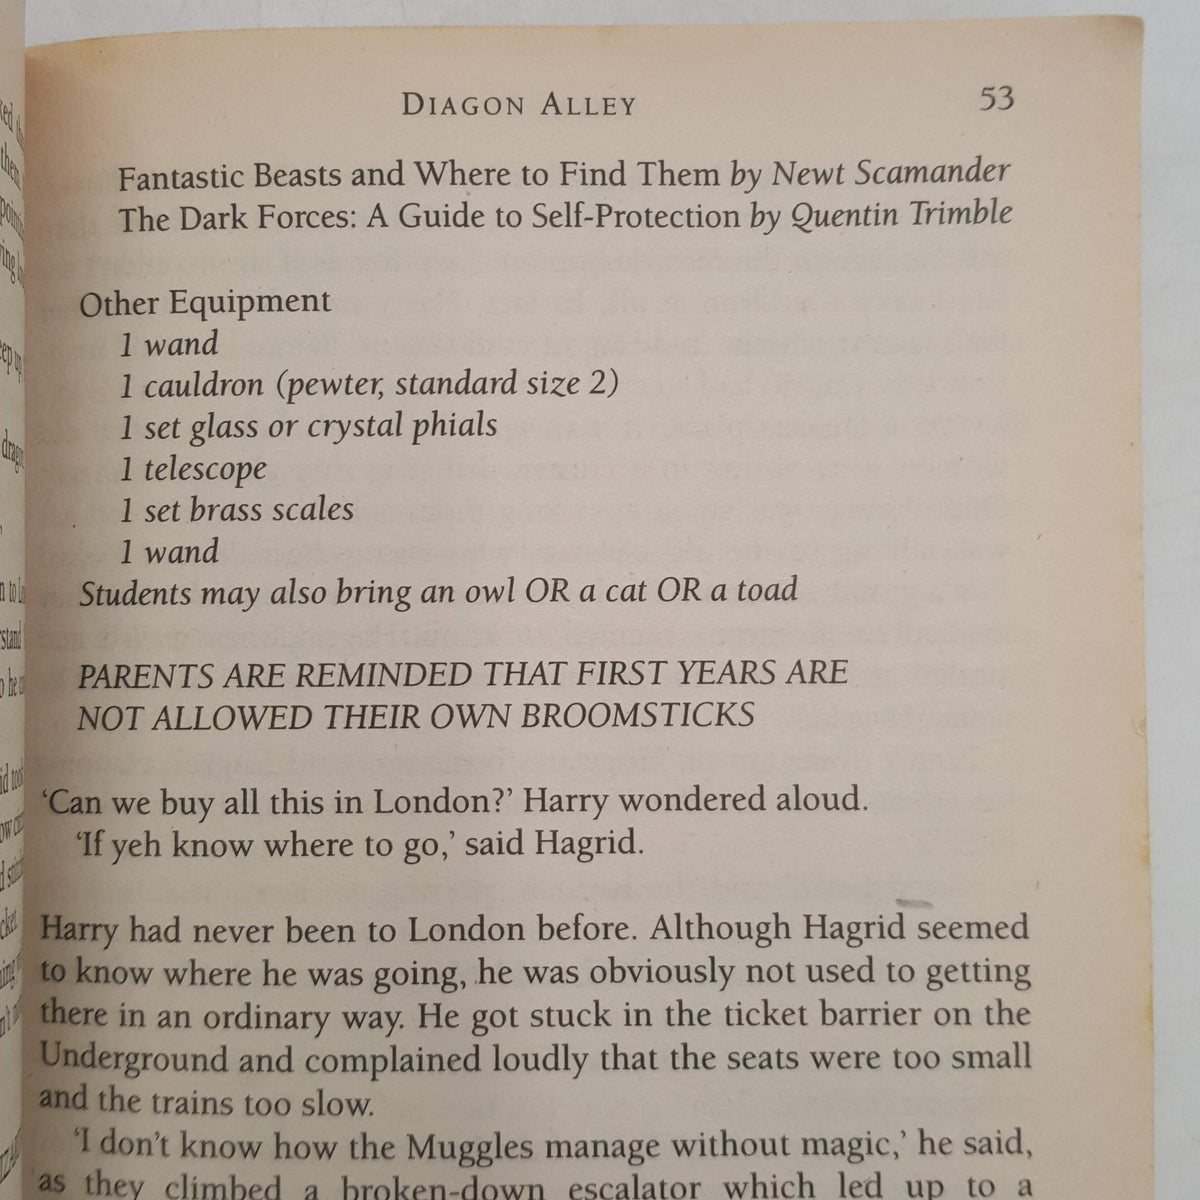 DIAGON ALLEY 53
Fantastic Beasts and Where to Find Them by Newt Scamander
The Dark Forces: A Guide to Self-Protection by Quentin Trimble
Other Equipment
1 wand
1 cauldron (pewter, standard size 2)
1 set glass or crystal phials
1 telescope
1 set brass scales
1 wand
Students may also bring an owl OR a cat OR a toad
PARENTS ARE REMINDED THAT FIRST YEARS ARE
NOT ALLOWED THEIR OWN BROOMSTICKS
‘Can we buy all this in London?’ Harry wondered aloud.
‘If yeh know where to go,’ said Hagrid.
Harry had never been to London before. Although Hagrid seemed
to know where he was going, he was obviously not used to getting
there in an ordinary way. He got stuck in the ticket barrier on the
Underground and complained loudly that the seats were too small
and the trains too slow.
‘I don’t know how the Muggles manage without magic,’ he said,
as they climbed a broken-down escalator which led up to a